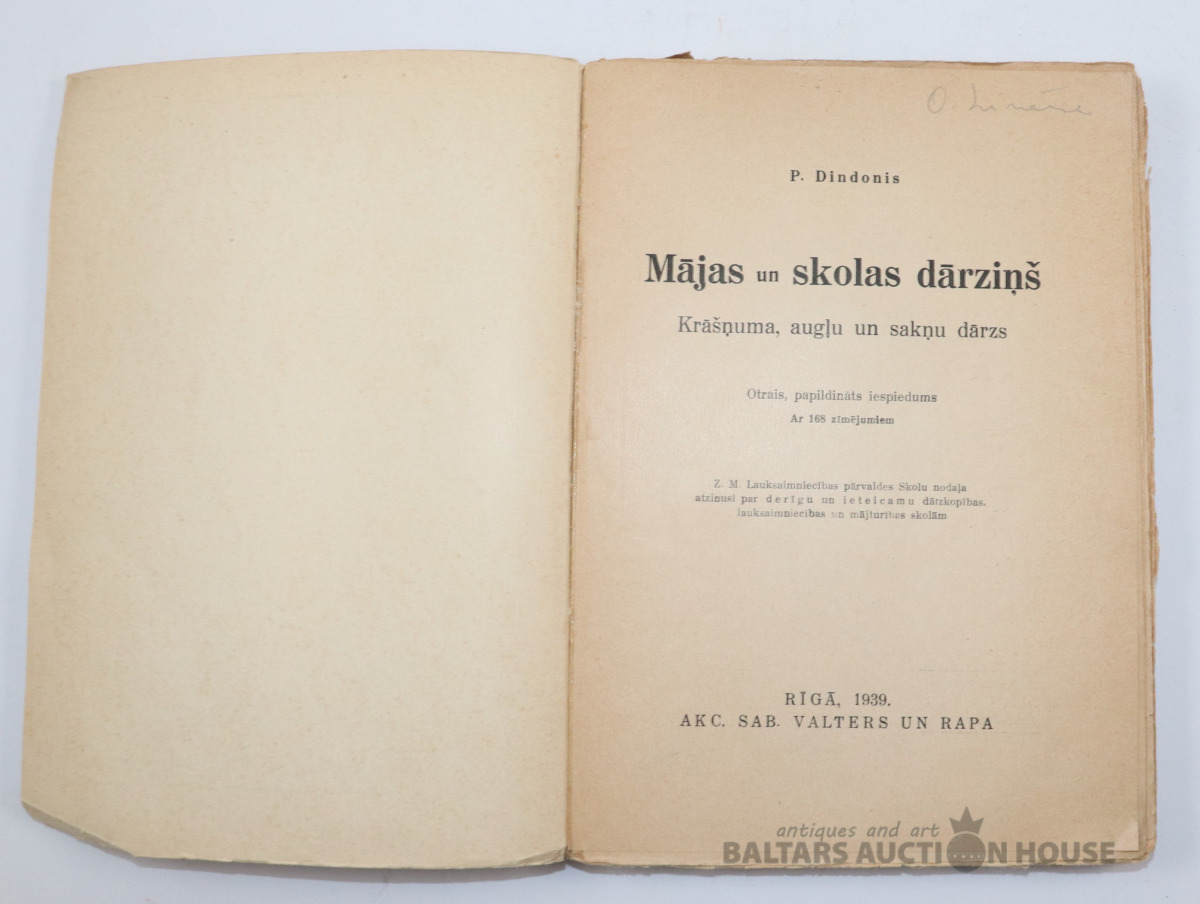 O.
P. Dindonis
Mājas un skolas dārziņš
Krāšņuma, augļu un sakņu dārzs
Otrais, papildināts iespiedums
Ar 168 zīmējumiem
Z. M. Lauksaimniecības pārvaldes Skolu nodaļa
atzinusi par derīgu un ieteicamu dārzkopības,
lauksaimniecības un mājturības skolām
RĪGĀ, 1939.
AKC. SAB. VALTERS UN RAPA
antiques and art
BALTARS AUCTION HOUSE